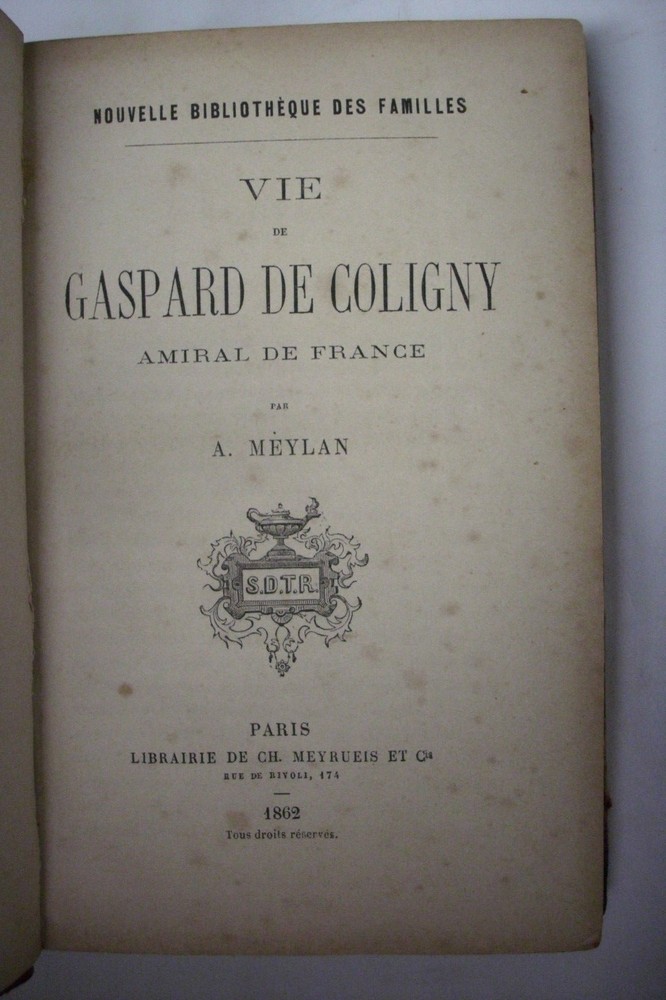 NOUVELLE BIBLIOTHÈQUE DES FAMILLES
VIE
DE
GASPARD DE COLIGNY
AMIRAL DE FRANCE
PAR
A. MEYLAN
S.D.T.R.
PARIS
LIBRAIRIE DE CH. MEYRUEIS ET Cie
RUE DE RIVOLI, 174
1862
Tous droits réservés.